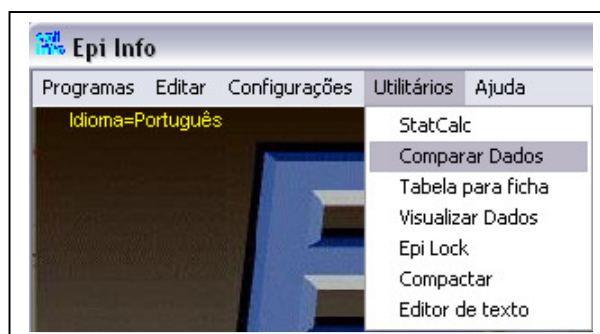 Epi Info
Programas Editar Configurações Utilitários Ajuda
Idioma=Português
StatCalc
Comparar Dados
Tabela para ficha
Visualizar Dados
Epi Lock
Compactar
Editor de texto